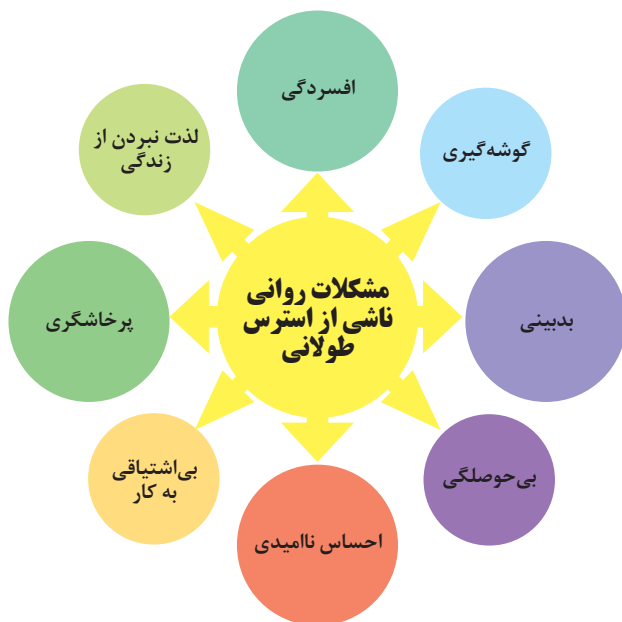 مشکلات روانی
ناشی از استرس
طولانی
افسردگی
گوشه‌گیری
بدبینی
بی‌حوصلگی
احساس ناامیدی
بی‌اشتیاقی
به کار
پرخاشگری
لذت نبردن از
زندگی